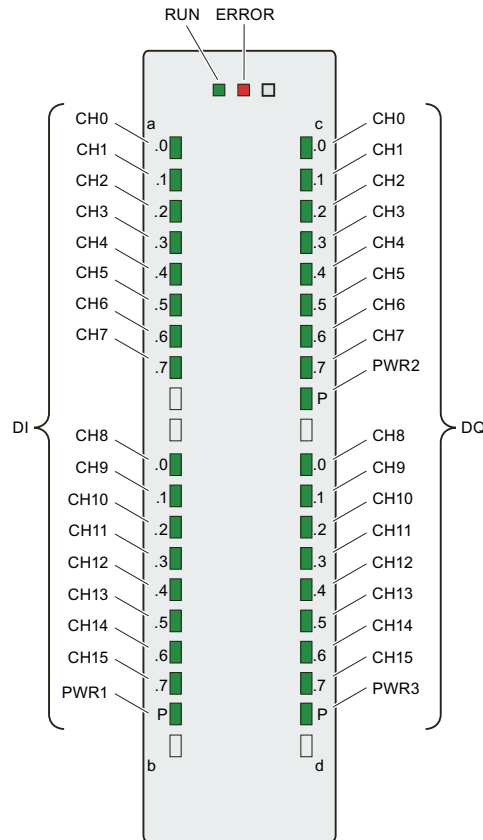 RUN ERROR
a c
CH0 .0 .0 CH0
CH1 .1 .1 CH1
CH2 .2 .2 CH2
CH3 .3 .3 CH3
CH4 .4 .4 CH4
CH5 .5 .5 CH5
CH6 .6 .6 CH6
CH7 .7 .7 CH7
P PWR2
DI DQ
CH8 .0 .0 CH8
CH9 .1 .1 CH9
CH10 .2 .2 CH10
CH11 .3 .3 CH11
CH12 .4 .4 CH12
CH13 .5 .5 CH13
CH14 .6 .6 CH14
CH15 .7 .7 CH15
PWR1 P P PWR3
b d